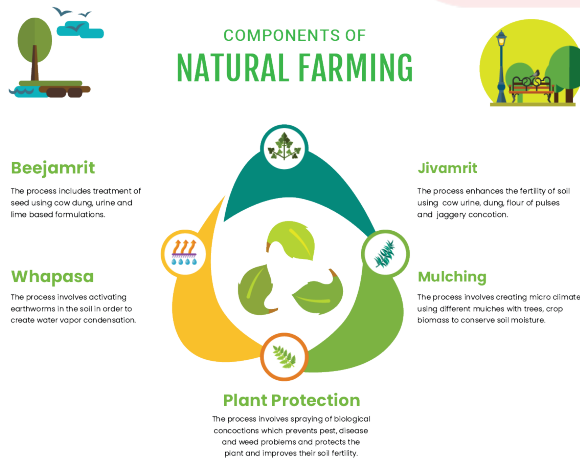 COMPONENTS OF
NATURAL FARMING
Beejamrit
The process includes treatment of
seed using cow dung, urine and
lime based formulations.
Jivamrit
The process enhances the fertility of soil
using cow urine, dung, flour of pulses
and jaggery concotion.
Whapasa
The process involves activating
earthworms in the soil in order to
create water vapor condensation.
Mulching
The process involves creating micro climate
using different mulches with trees, crop
biomass to conserve soil moisture.
Plant Protection
The process involves spraying of biological
concoctions which prevents pest, disease
and weed problems and protects the
plant and improves their soil fertility.